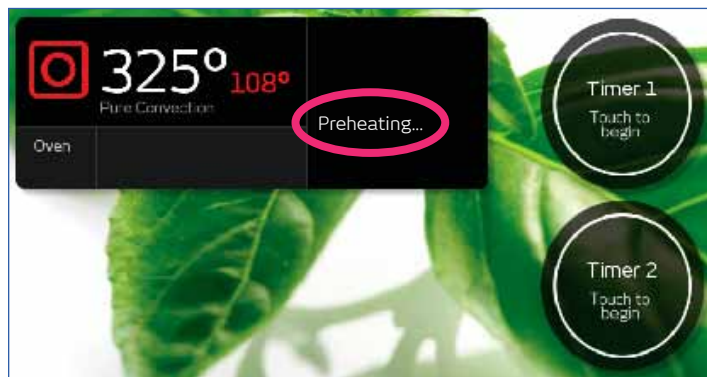 325° 108°
Pure Convection
Preheating...
Oven
Timer 1
Touch to
begin
Timer 2
Touch to
begin